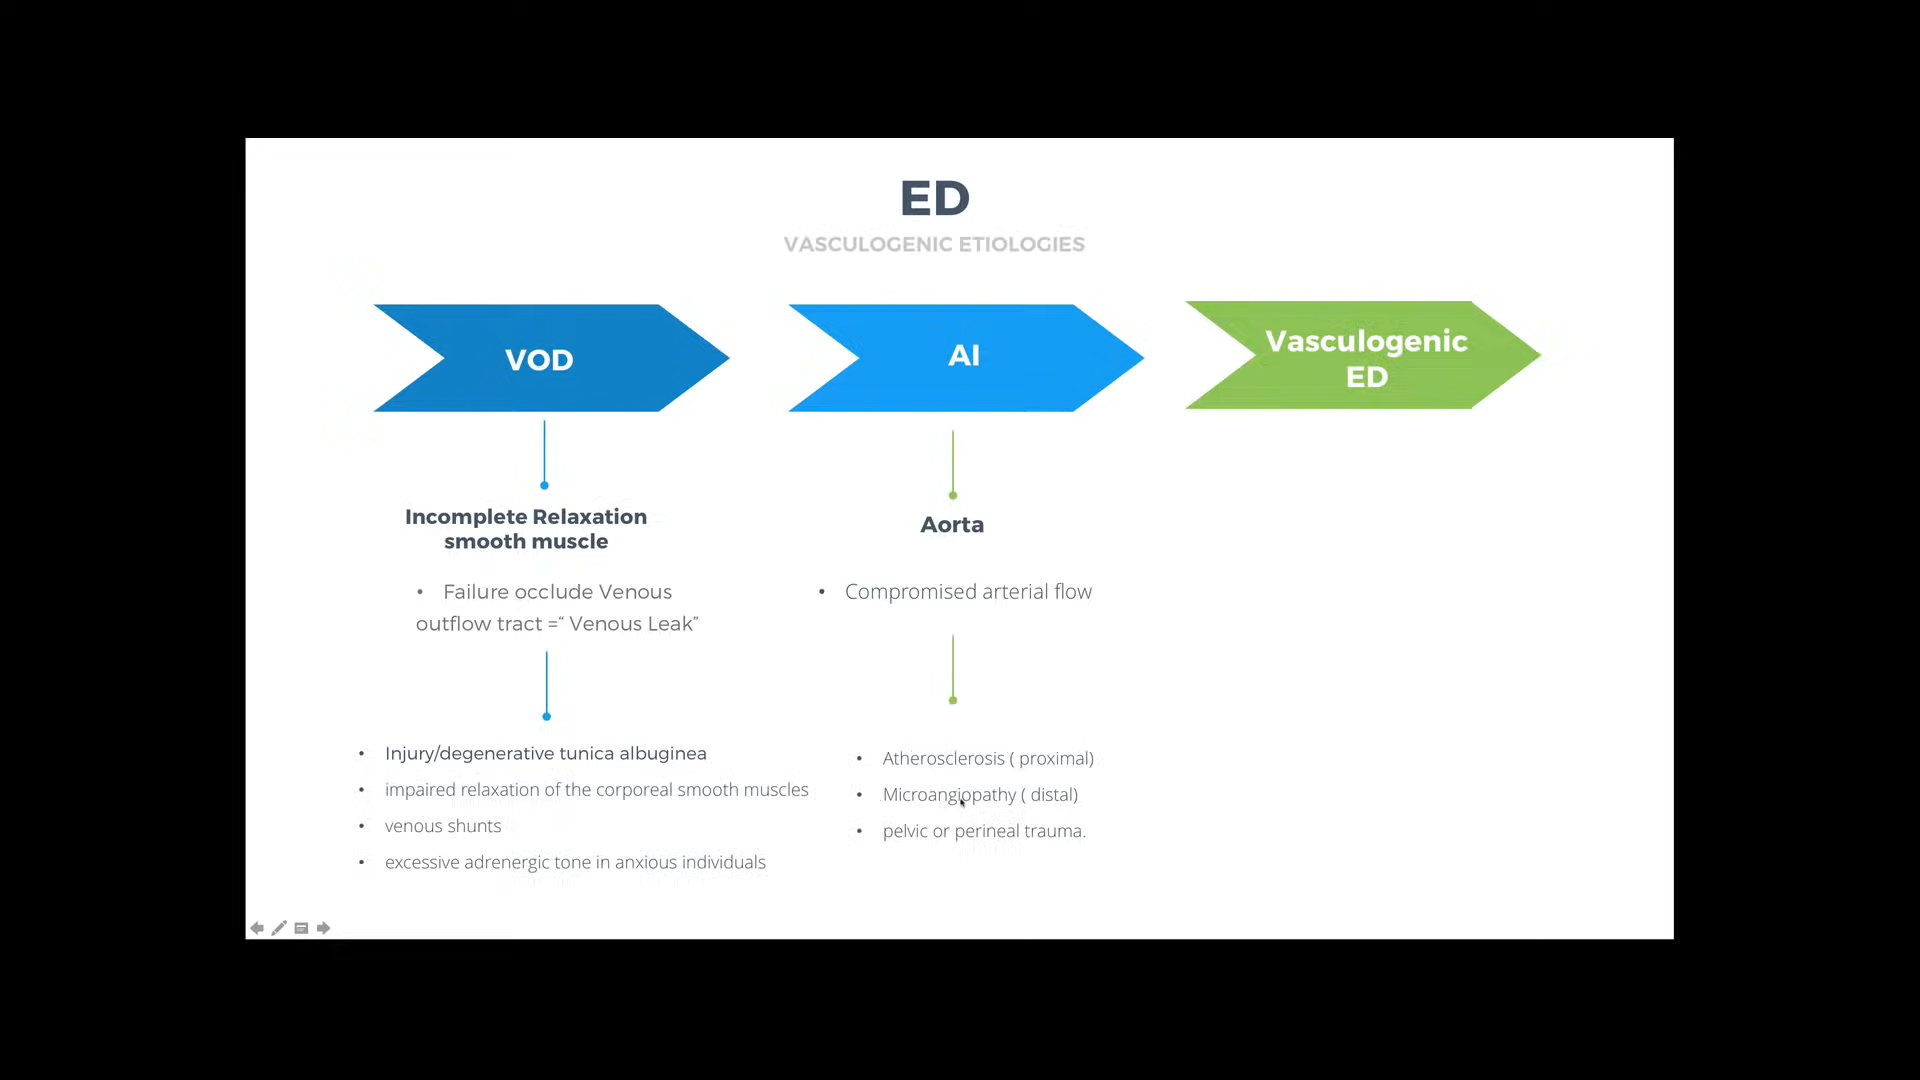 ED
VASCULOGENIC ETIOLOGIES
VOD
AI
Vasculogenic
ED
Incomplete Relaxation
smooth muscle
• Failure occlude Venous
outflow tract =“ Venous Leak”
• Injury/degenerative tunica albuginea
• impaired relaxation of the corporeal smooth muscles
• venous shunts
• excessive adrenergic tone in anxious individuals
Aorta
• Compromised arterial flow
• Atherosclerosis ( proximal)
• Microangiopathy ( distal)
• pelvic or perineal trauma.